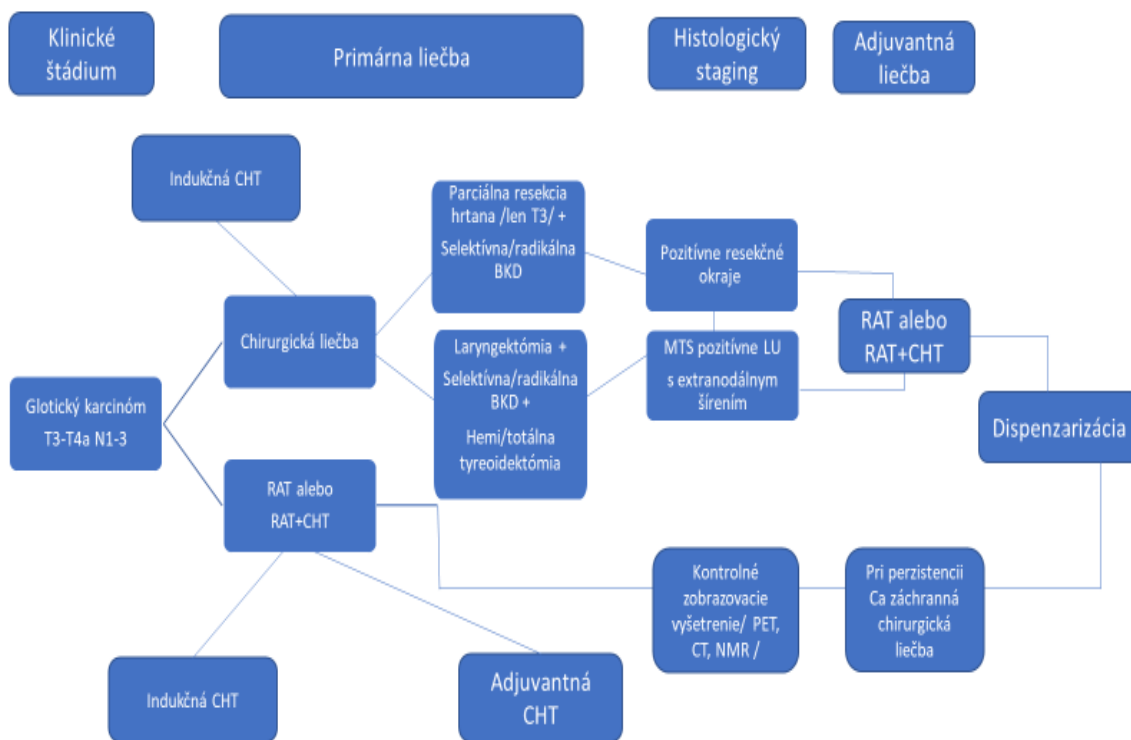 Klinické
štádium
Primárna liečba
Histologický
staging
Adjuvantná
liečba
Indukčná CHT
Parciálna resekcia
hrtana /len T3/ +
Selektívna/radikálna
BKD
Pozitívne resekčné
okraje
Chirurgická liečba
RAT alebo
RAT+CHT
Laryngektómia +
Selektívna/radikálna
BKD +
Hemi/totálna
tyreoidektómia
MTS pozitívne LU
s extranodálnym
šírením
Glotický karcinóm
T3-T4a N1-3
Dispenzarizácia
RAT alebo
RAT+CHT
Kontrolné
zobrazovacie
vyšetrenie/ PET,
CT, NMR /
Pri perzistencii
Ca záchranná
chirurgická
liečba
Indukčná CHT
Adjuvantná
CHT